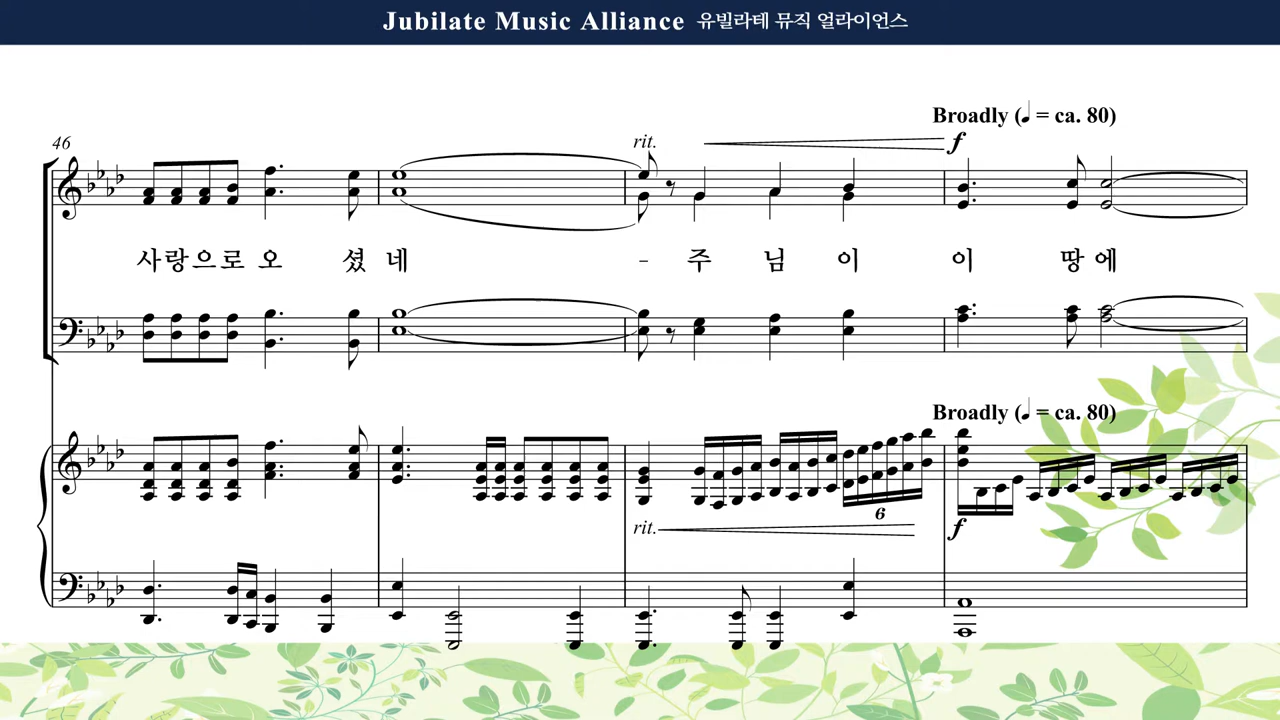 Jubilate Music Alliance 유빌라테 뮤직 얼라이언스
Broadly (♩ = ca. 80)
46
rit.
f
사랑으로 오 셨 네 - 주 님 이 이 땅 에
Broadly (♩ = ca. 80)
6
rit.
f